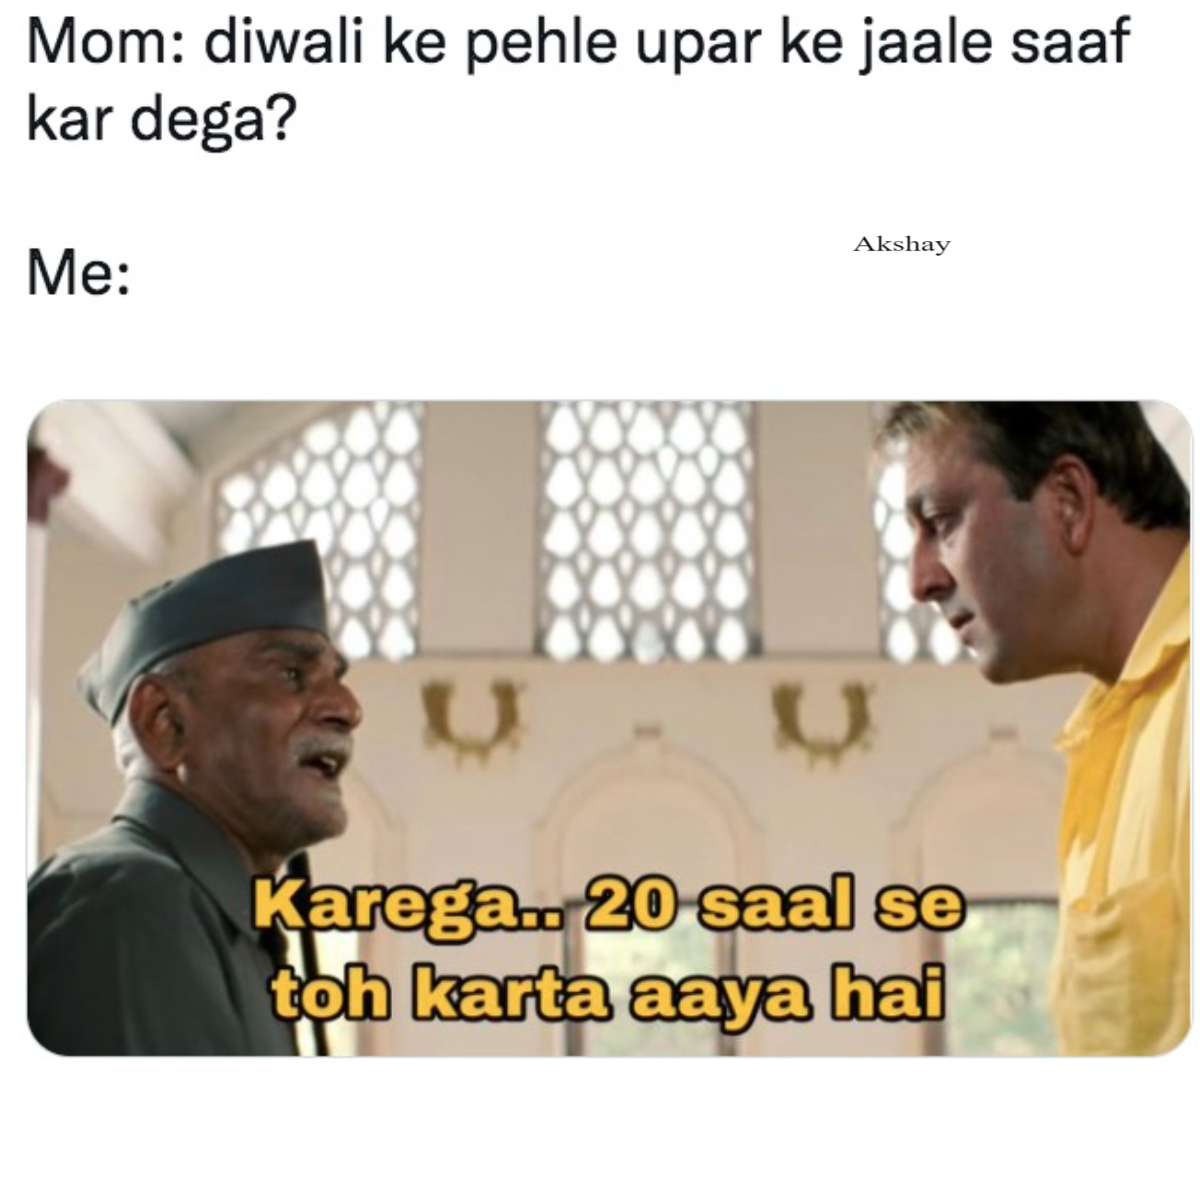 Mom: diwali ke pehle upar ke jaale saaf
kar dega?
Me:
Akshay
Karega.. 20 saal se
toh karta aaya hai